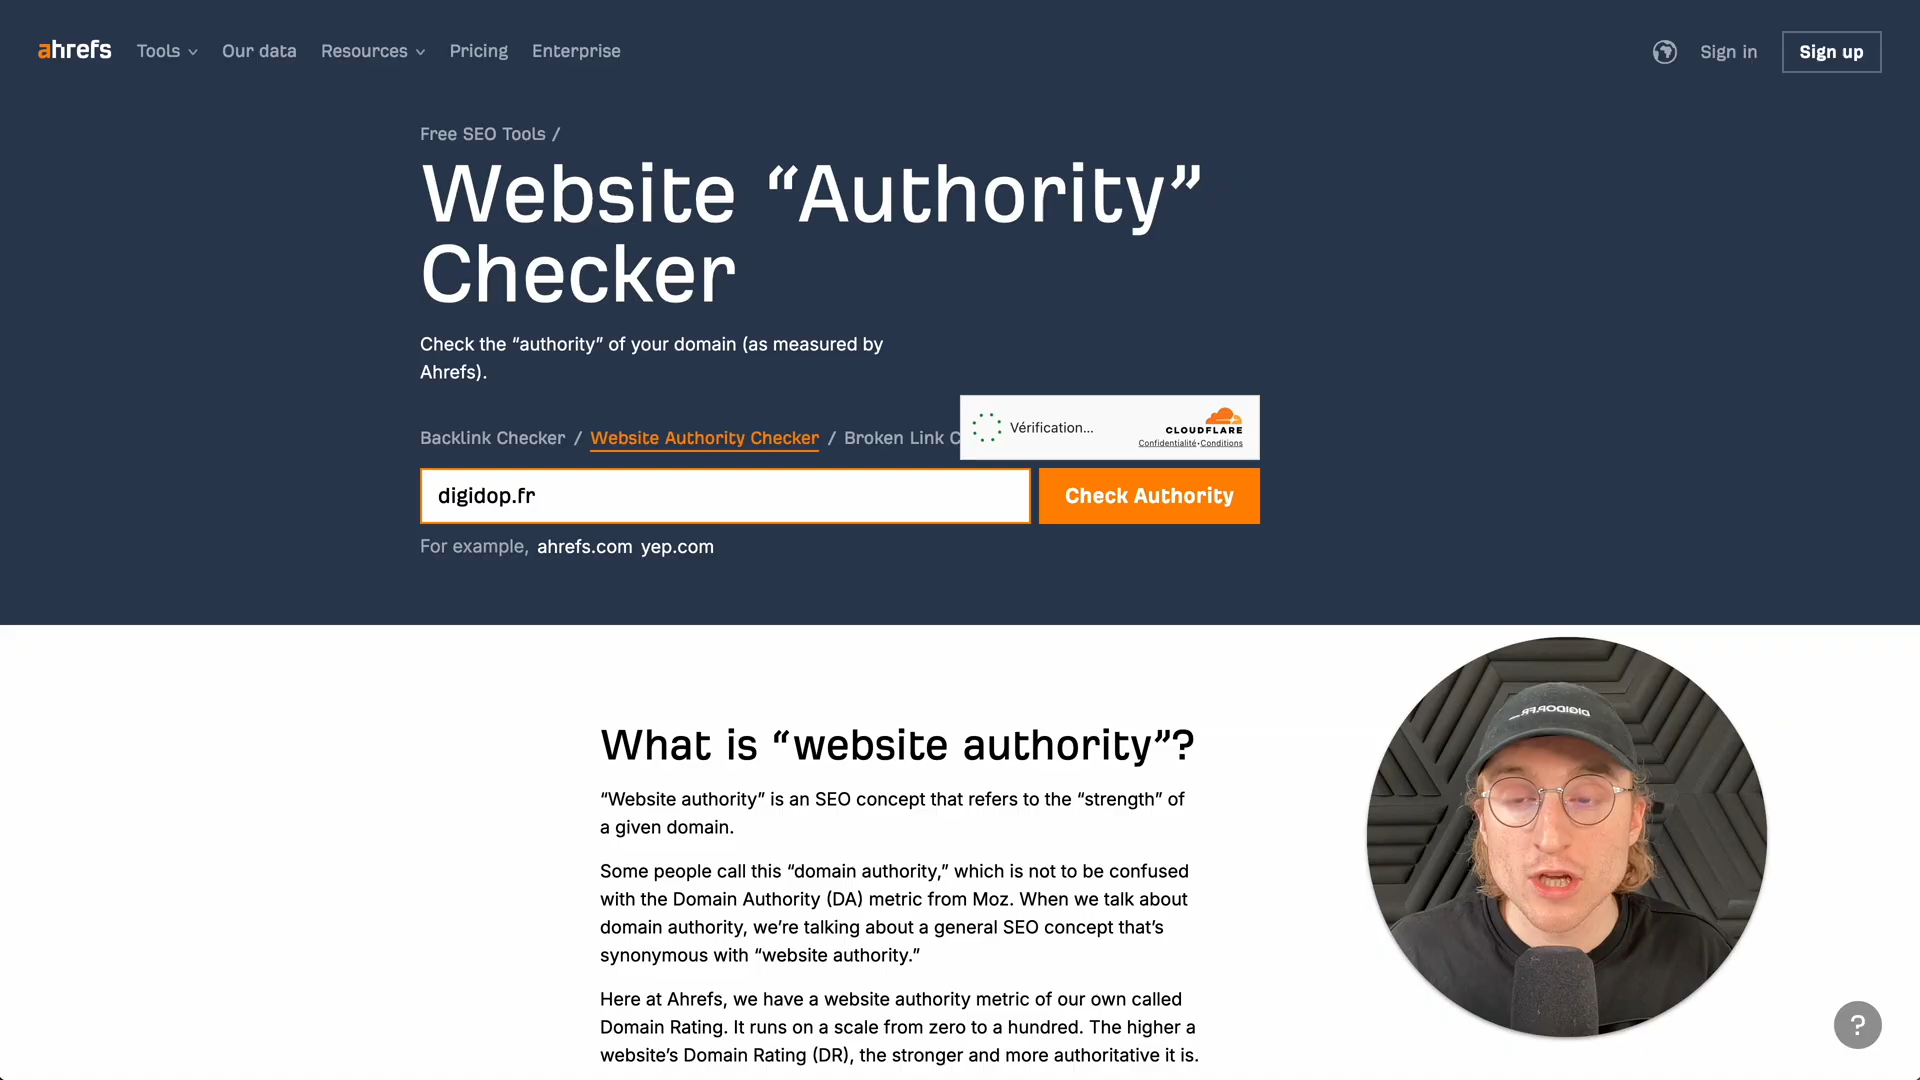 ahrefs Tools Our data Resources Pricing Enterprise Sign in Sign up
Free SEO Tools /
Website “Authority”
Checker
Check the “authority” of your domain (as measured by
Ahrefs).
Vérification... CLOUDFLARE
Confidentialité • Conditions
Backlink Checker / Website Authority Checker / Broken Link C
digidop.fr Check Authority
For example, ahrefs.com yep.com
What is “website authority”?
“Website authority” is an SEO concept that refers to the “strength” of
a given domain.
Some people call this “domain authority,” which is not to be confused
with the Domain Authority (DA) metric from Moz. When we talk about
domain authority, we’re talking about a general SEO concept that’s
synonymous with “website authority.”
Here at Ahrefs, we have a website authority metric of our own called
Domain Rating. It runs on a scale from zero to a hundred. The higher a
website’s Domain Rating (DR), the stronger and more authoritative it is.
DIGIDOP.FR_
?